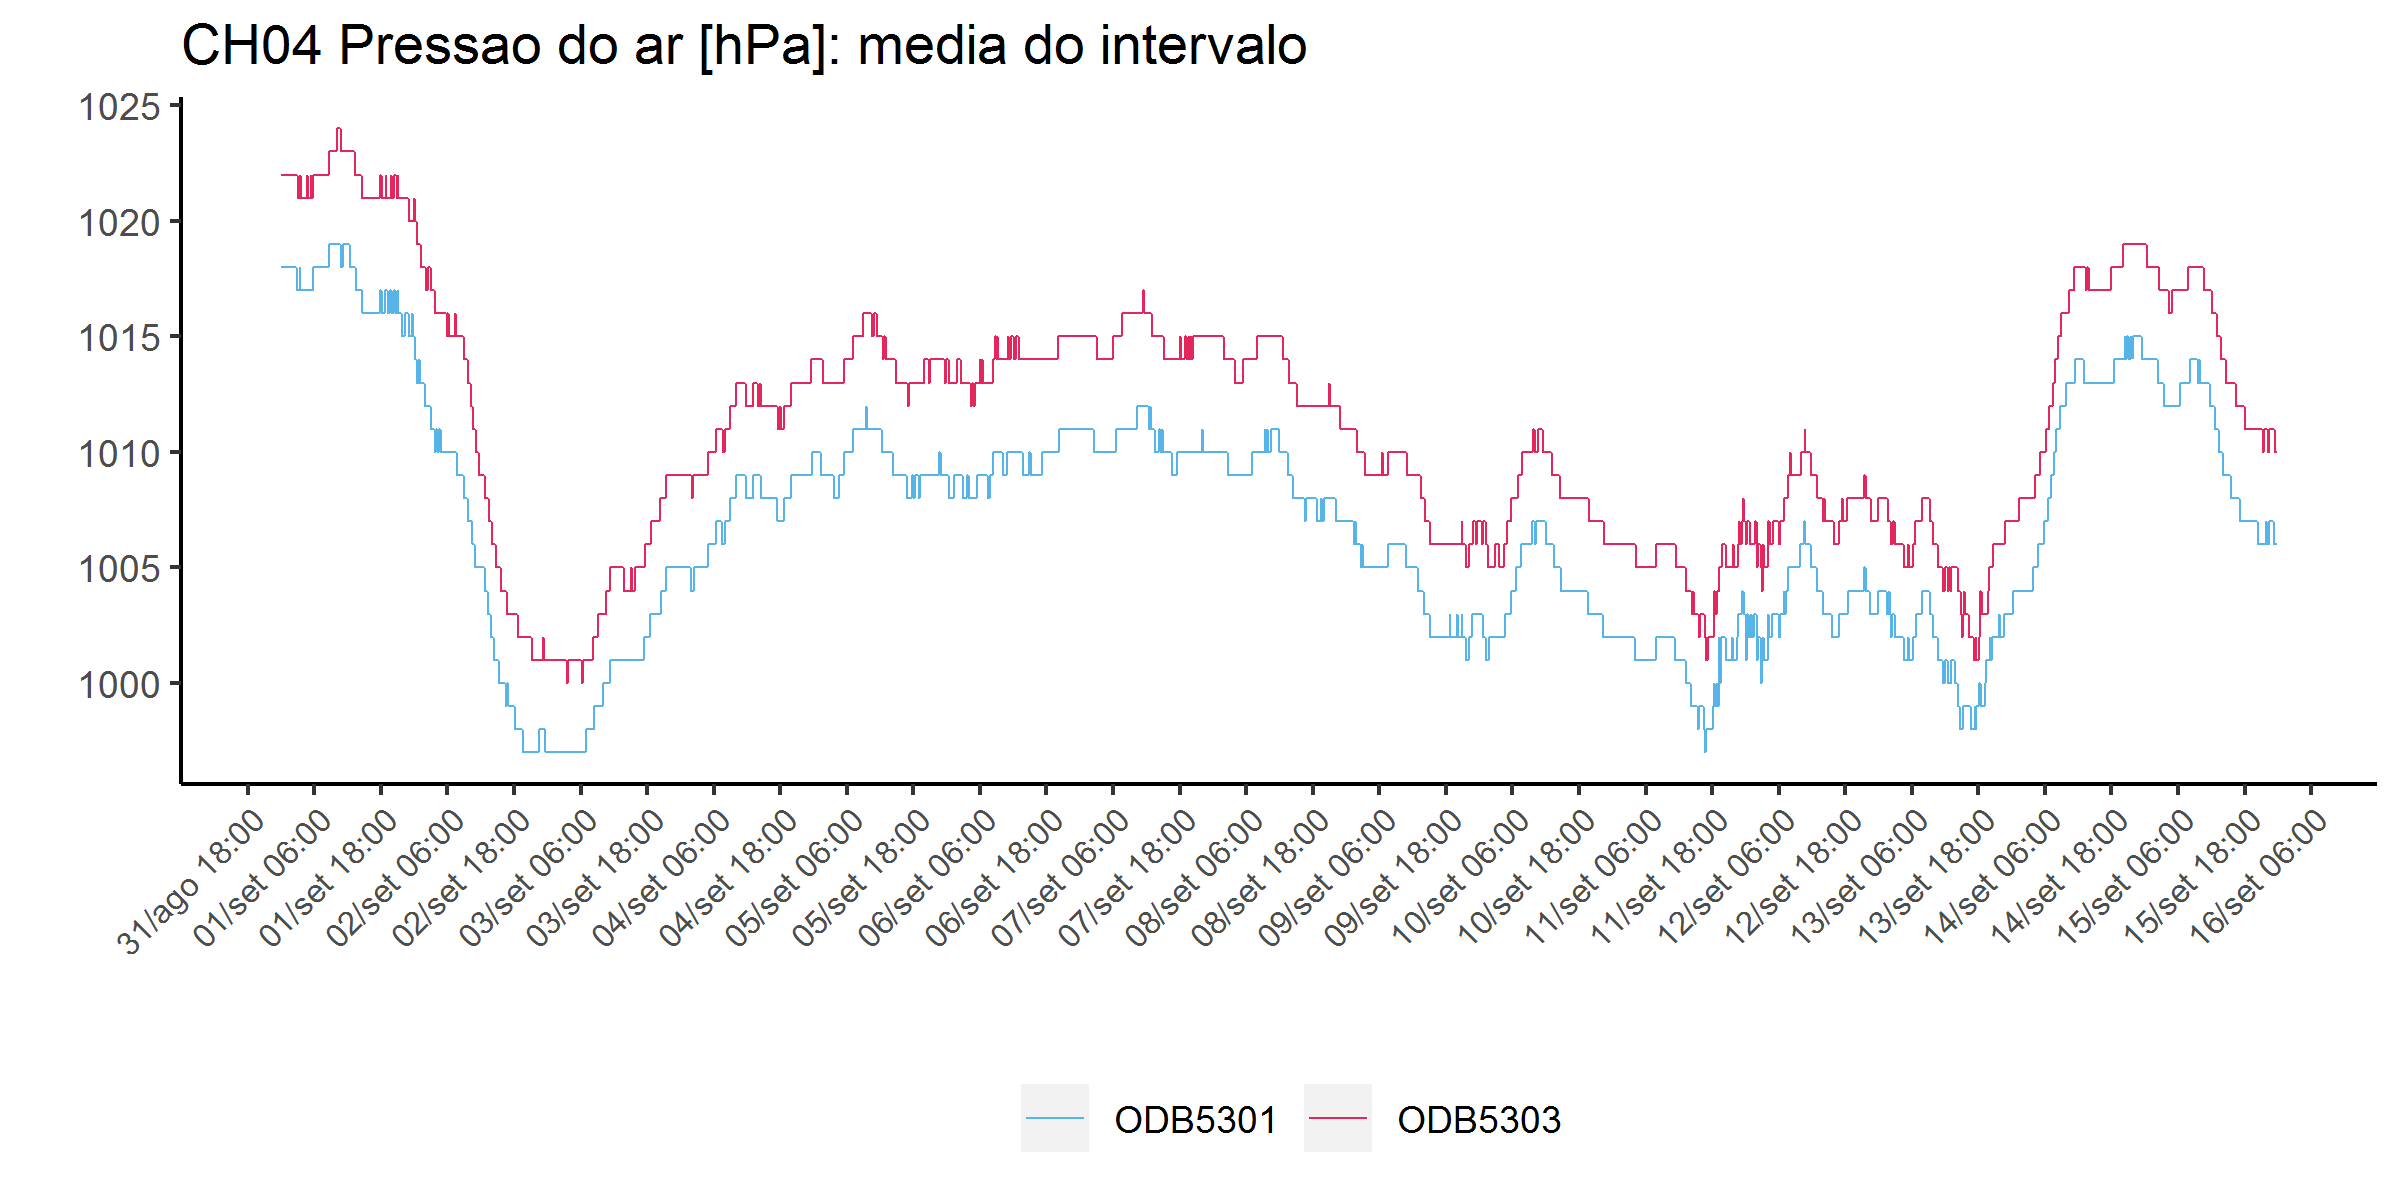 CH04 Pressao do ar [hPa]: media do intervalo
1025
1020
1015
1010
1005
1000
31/ago 18:00
01/set 06:00
01/set 18:00
02/set 06:00
02/set 18:00
03/set 06:00
03/set 18:00
04/set 06:00
04/set 18:00
05/set 06:00
05/set 18:00
06/set 06:00
06/set 18:00
07/set 06:00
07/set 18:00
08/set 06:00
08/set 18:00
09/set 06:00
09/set 18:00
10/set 06:00
10/set 18:00
11/set 06:00
11/set 18:00
12/set 06:00
12/set 18:00
13/set 06:00
13/set 18:00
14/set 06:00
14/set 18:00
15/set 06:00
15/set 18:00
16/set 06:00
ODB5301 ODB5303